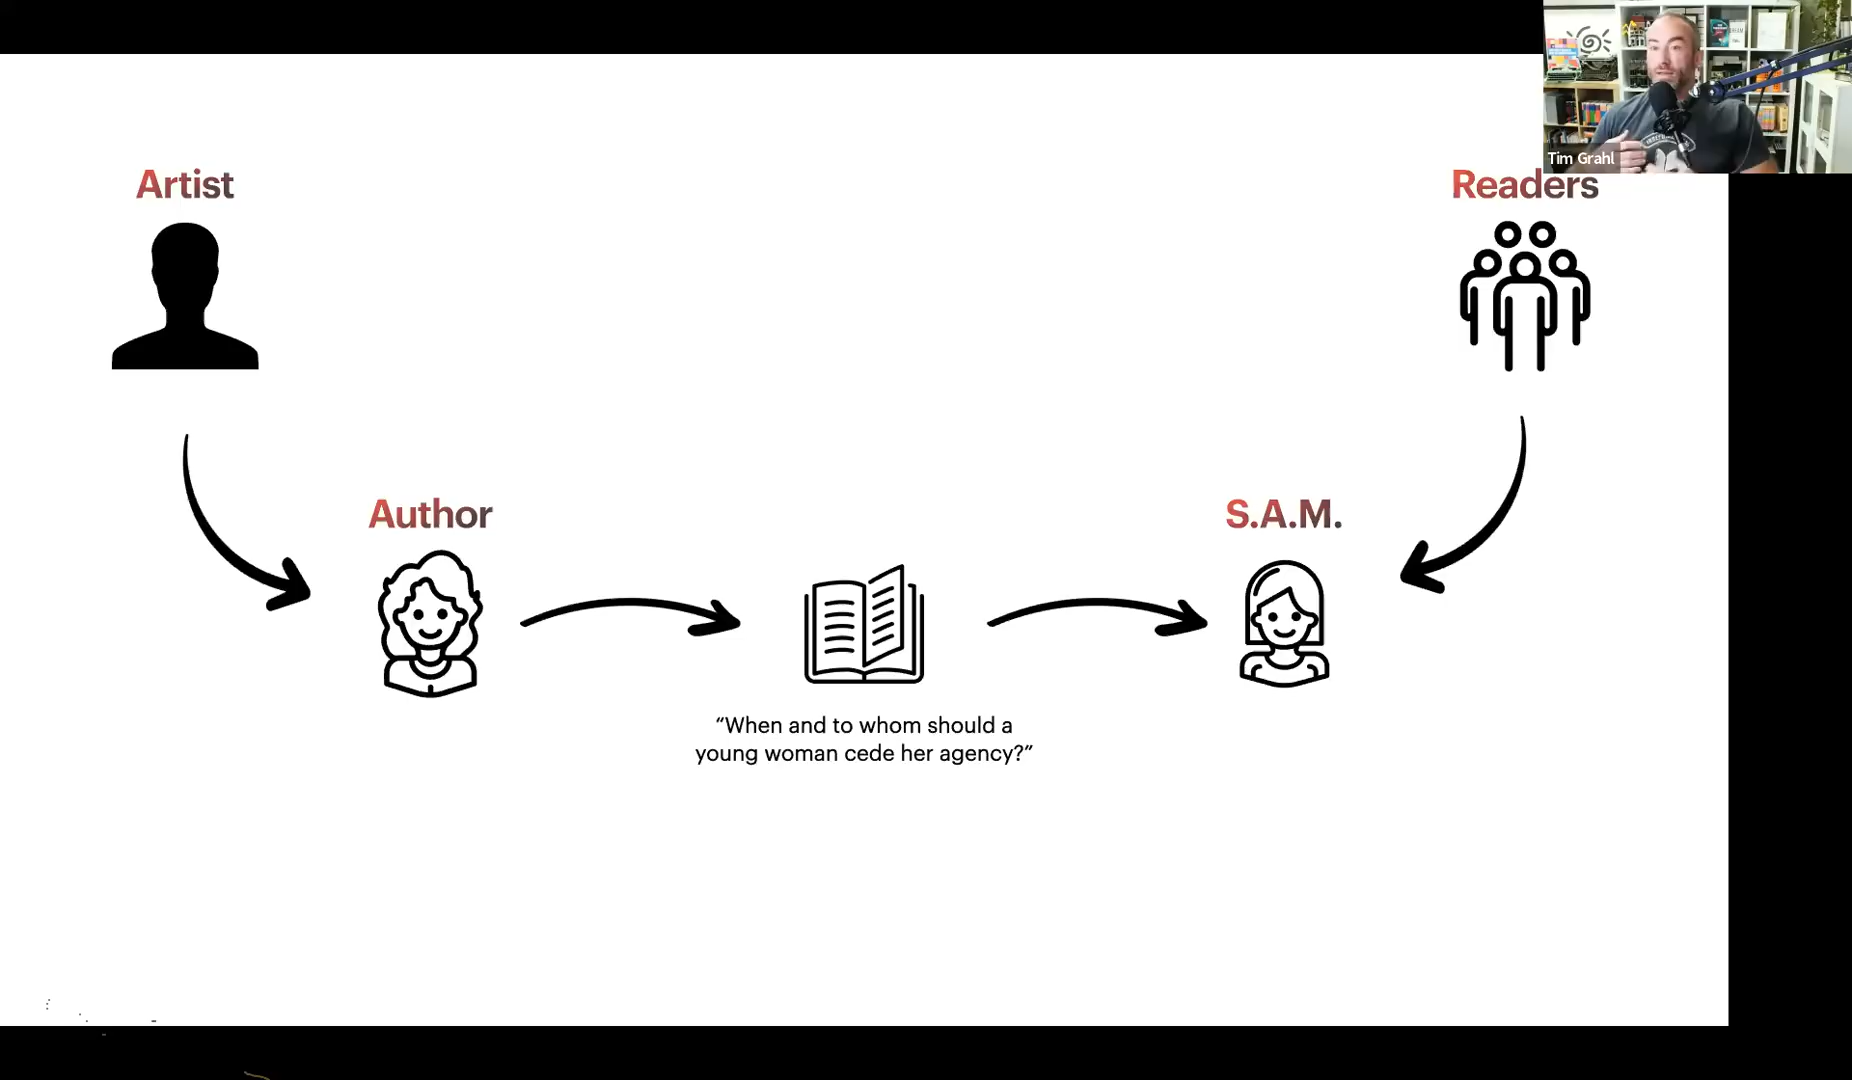 Tim Grahl
Artist
Readers
Author
S.A.M.
“When and to whom should a
young woman cede her agency?”